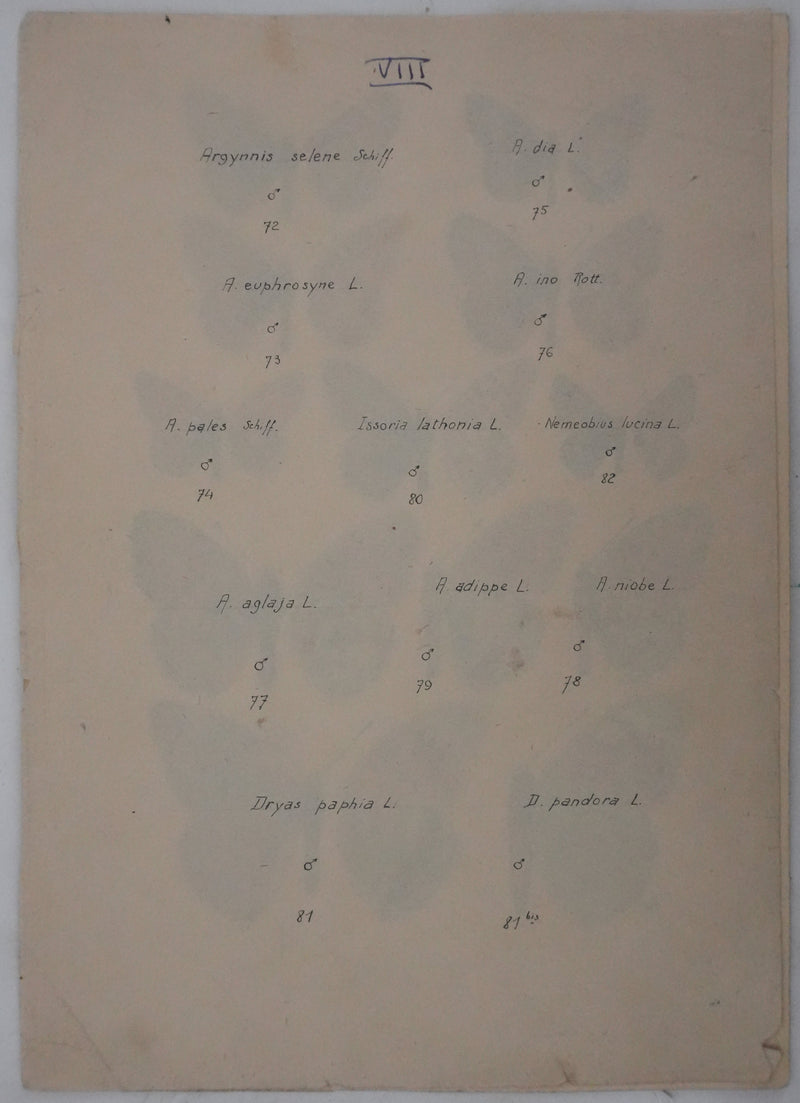 VIII
Argynnis selene Schiff.
♂
72
A. dia L.
♂
75
A. euphrosyne L.
♂
73
A. ino Rott.
♂
76
A. pales Schiff.
♂
74
Issoria lathonia L.
♂
80
Nemeobius lucina L.
♂
82
A. aglaja L.
♂
77
A. adippe L.
♂
79
A. niobe L.
♂
78
Dryas paphia L.
♂
81
D. pandora L.
♂
81 bis